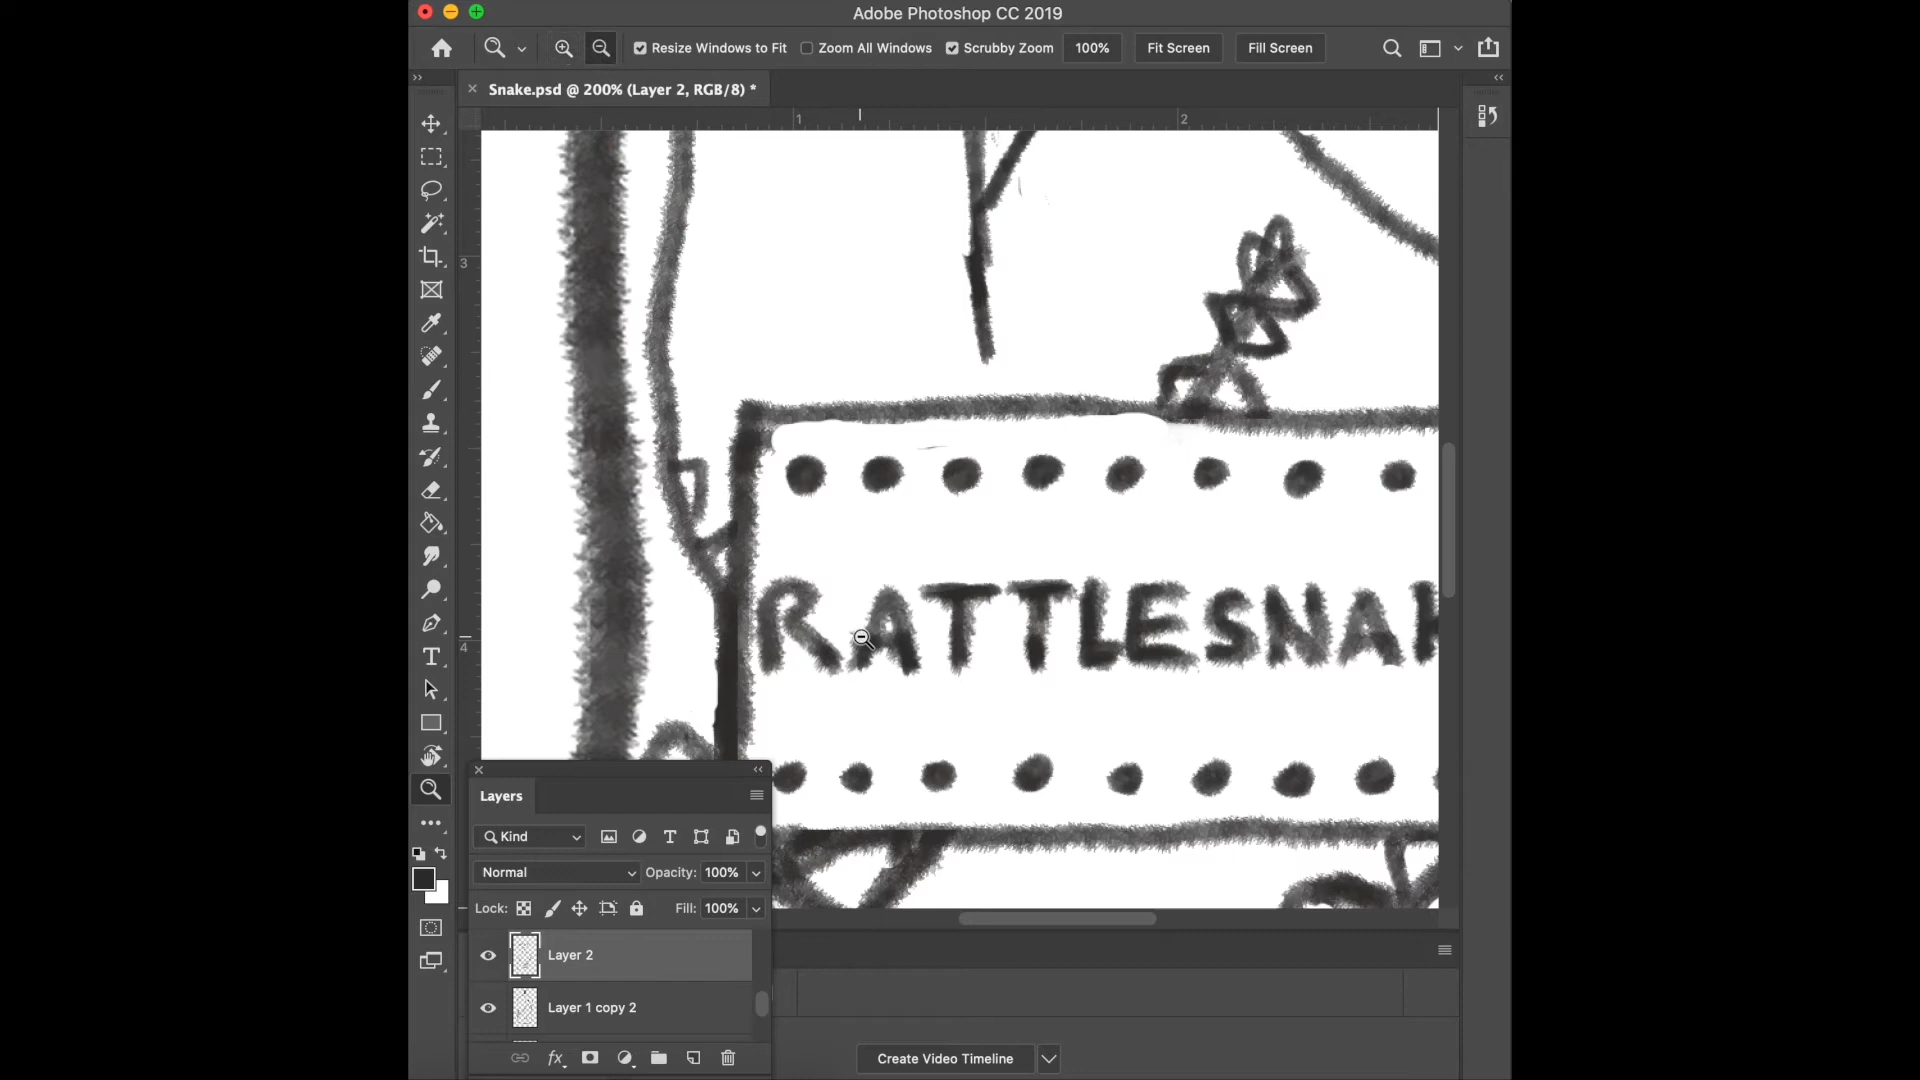 Adobe Photoshop CC 2019
Resize Windows to Fit
Zoom All Windows
Scrubby Zoom
100%
Fit Screen
Fill Screen
Snake.psd @ 200% (Layer 2, RGB/8) *
1
2
3
4
RATTLESNAK
Layers
Kind
Normal
Opacity: 100%
Lock:
Fill: 100%
Layer 2
Layer 1 copy 2
fx
Create Video Timeline